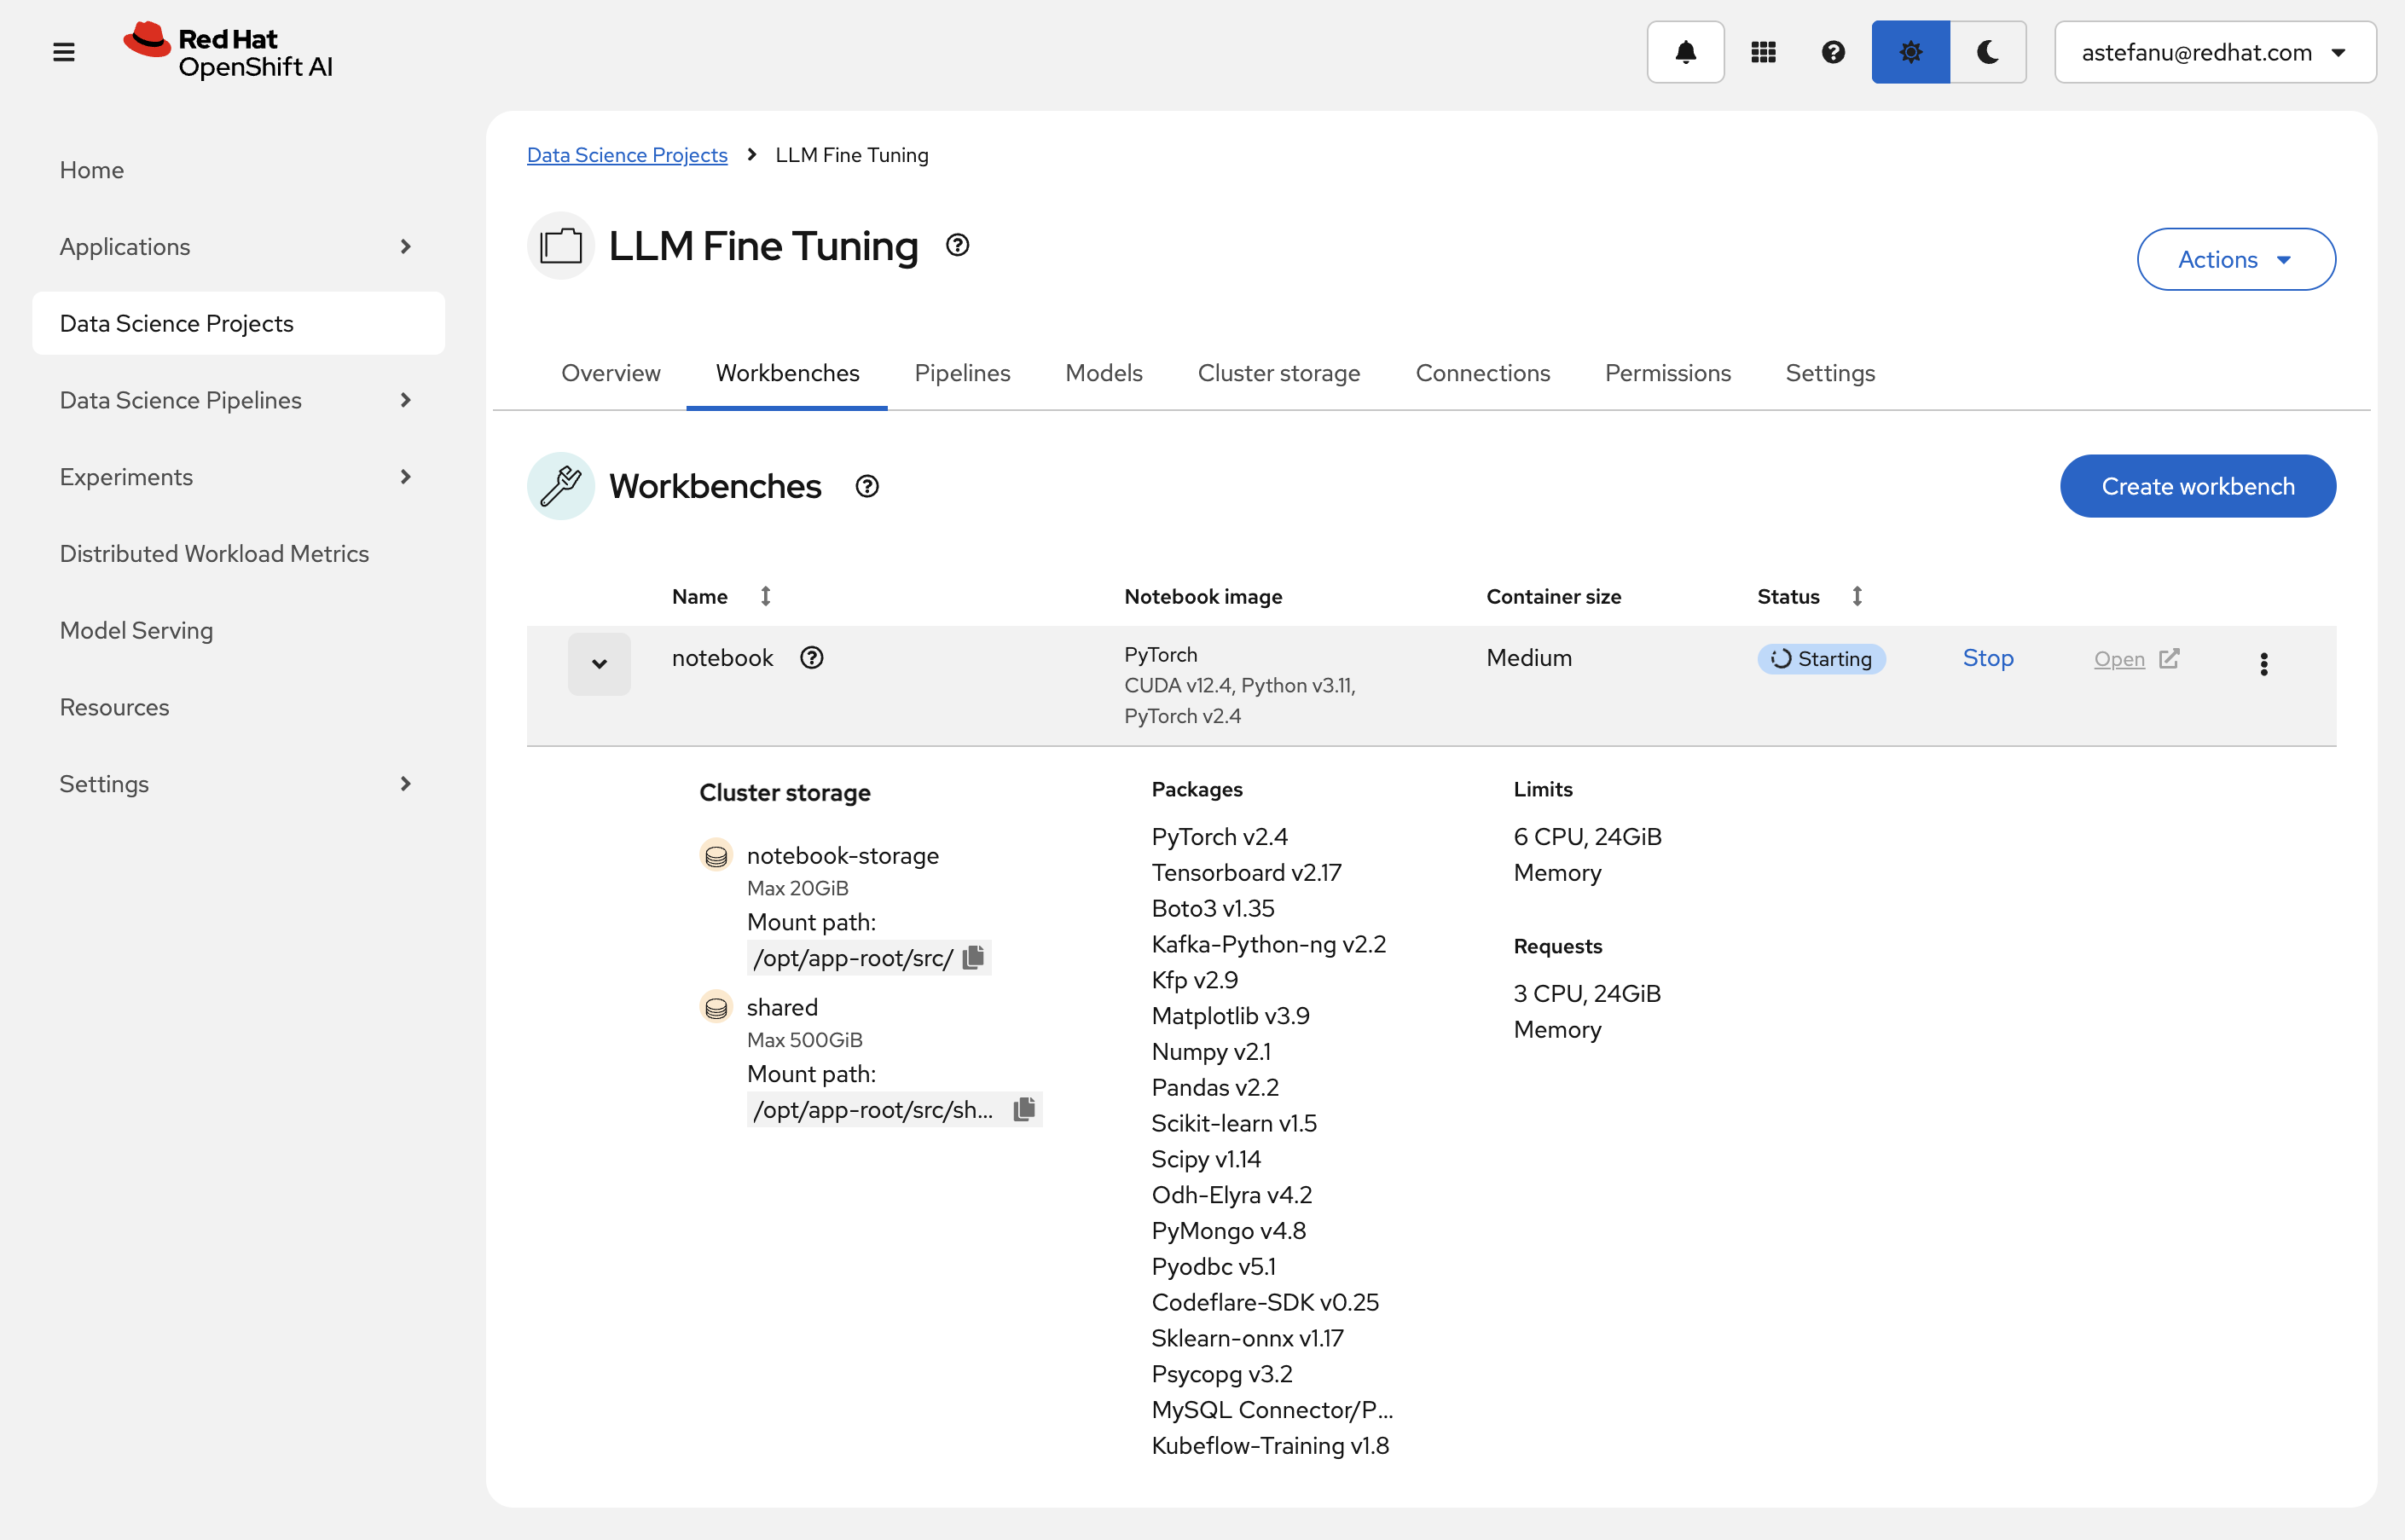 Red Hat
OpenShift AI
astefanu@redhat.com
Home
Applications
Data Science Projects
Data Science Pipelines
Experiments
Distributed Workload Metrics
Model Serving
Resources
Settings
Data Science Projects > LLM Fine Tuning
LLM Fine Tuning
Actions
Overview Workbenches Pipelines Models Cluster storage Connections Permissions Settings
Workbenches
Create workbench
Name Notebook image Container size Status
notebook PyTorch Medium Starting Stop Open
CUDA v12.4, Python v3.11,
PyTorch v2.4
Cluster storage
notebook-storage
Max 20GiB
Mount path:
/opt/app-root/src/
shared
Max 500GiB
Mount path:
/opt/app-root/src/sh...
Packages
PyTorch v2.4
Tensorboard v2.17
Boto3 v1.35
Kafka-Python-ng v2.2
Kfp v2.9
Matplotlib v3.9
Numpy v2.1
Pandas v2.2
Scikit-learn v1.5
Scipy v1.14
Odh-Elyra v4.2
PyMongo v4.8
Pyodbc v5.1
Codeflare-SDK v0.25
Sklearn-onnx v1.17
Psycopg v3.2
MySQL Connector/P...
Kubeflow-Training v1.8
Limits
6 CPU, 24GiB
Memory
Requests
3 CPU, 24GiB
Memory